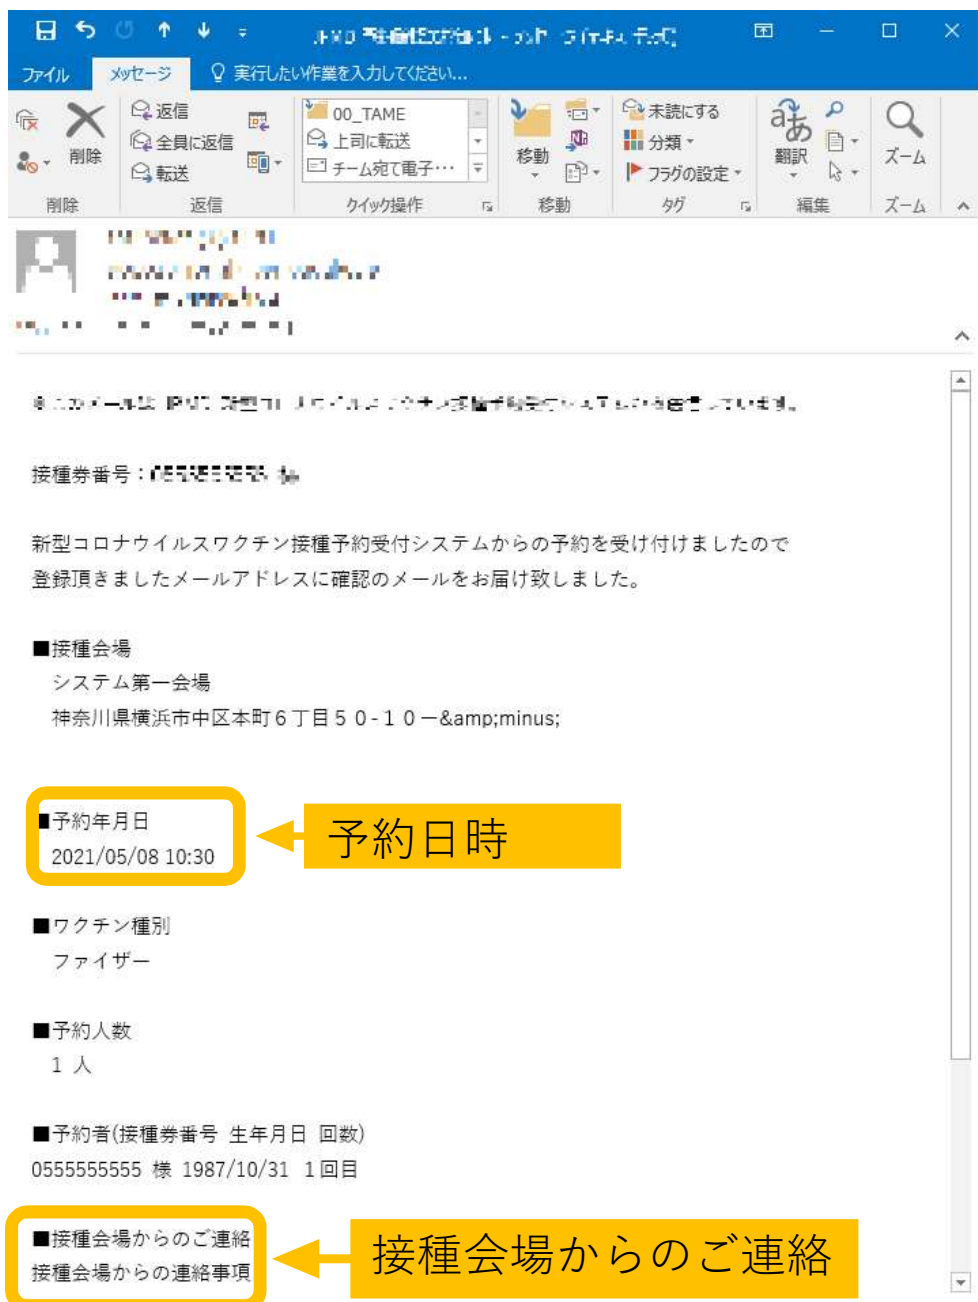 ファイル メッセージ 実行したい作業を入力してください...
削除
返信
全員に返信
転送
00_TAME
上司に転送
チーム宛て電子…
移動
未読にする
分類
フラグの設定
翻訳
ズーム
削除 返信 クイック操作 移動 タグ 編集 ズーム
接種券番号：
新型コロナウイルスワクチン接種予約受付システムからの予約を受け付けましたので
登録頂きましたメールアドレスに確認のメールをお届け致しました。
■接種会場
システム第一会場
神奈川県横浜市中区本町６丁目５０-１０ー&amp;minus;
■予約年月日
2021/05/08 10:30
予約日時
■ワクチン種別
ファイザー
■予約人数
1 人
■予約者(接種券番号 生年月日 回数)
0555555555 様 1987/10/31 １回目
■接種会場からのご連絡
接種会場からの連絡事項
接種会場からのご連絡